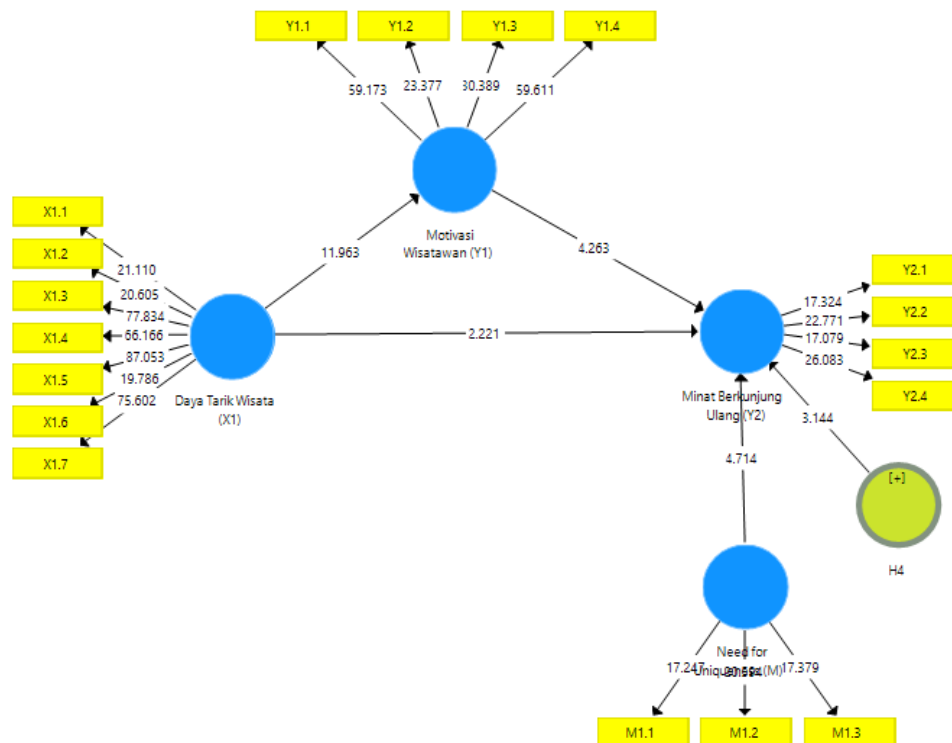 Y1.1
Y1.2
Y1.3
Y1.4
59.173
23.377
30.389
59.611
Motivasi
Wisatawan (Y1)
X1.1
X1.2
X1.3
X1.4
X1.5
X1.6
X1.7
21.110
20.605
77.834
66.166
87.053
19.786
75.602
Daya Tarik Wisata
(X1)
11.963
4.263
2.221
Minat Berkunjung
Ulang (Y2)
17.324
22.771
17.079
26.083
Y2.1
Y2.2
Y2.3
Y2.4
3.144
4.714
[+]
H4
Need for
(M)
17.247
17.379
M1.1
M1.2
M1.3